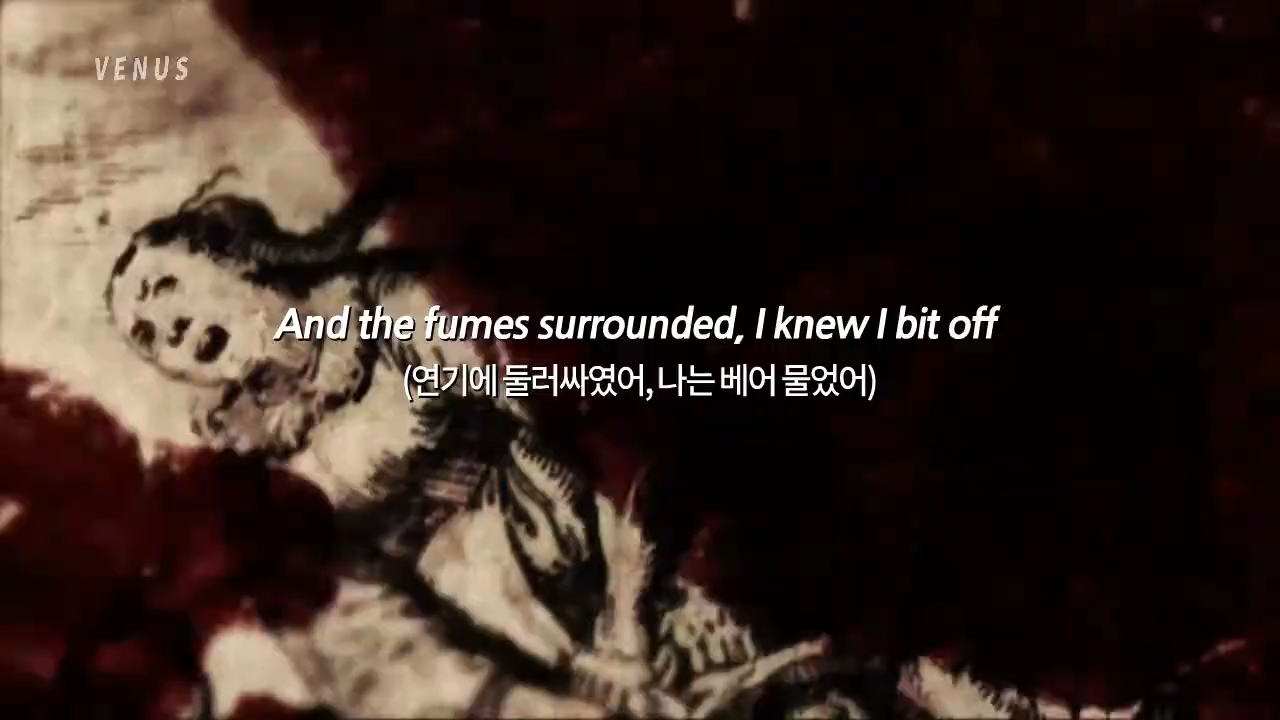 VENUS
And the fumes surrounded, I knew I bit off
(연기에 둘러싸였어, 나는 베어 물었어)